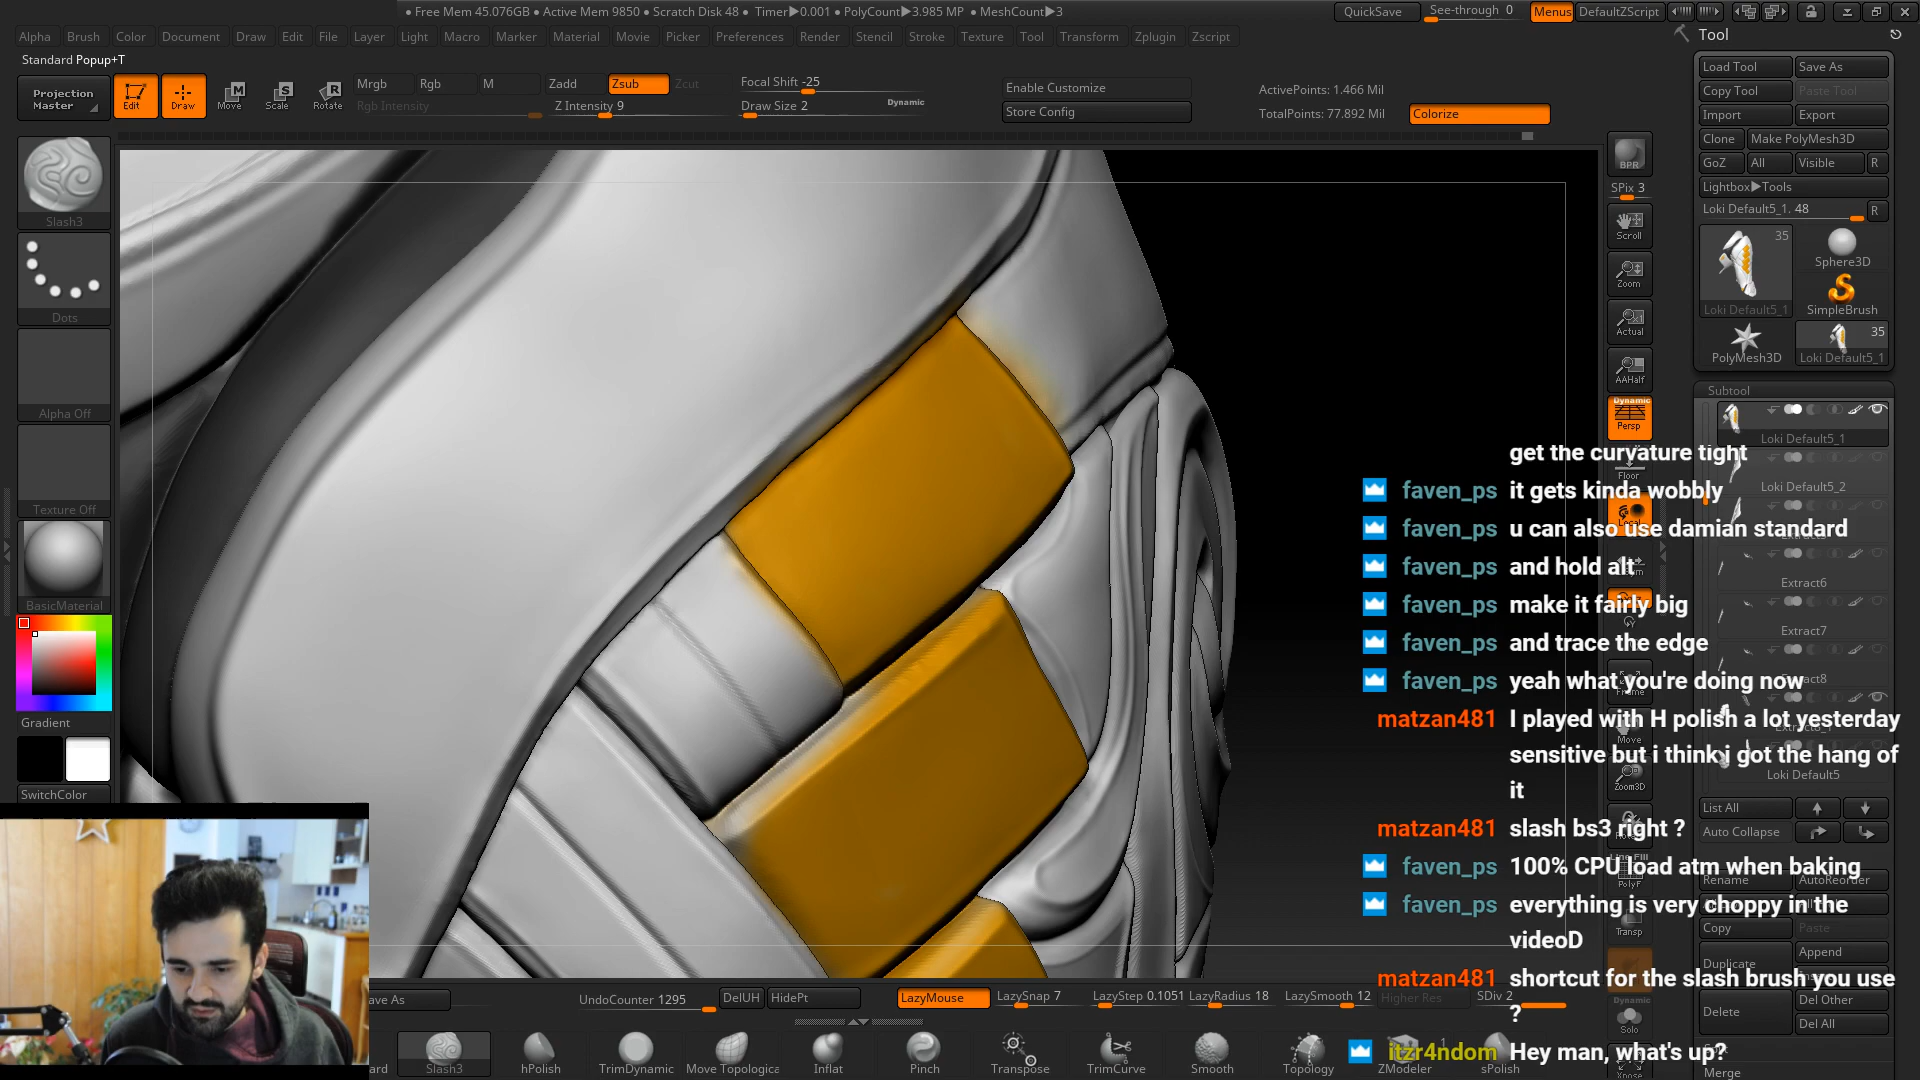 • Free Mem 45.076GB • Active Mem 9850 • Scratch Disk 48 • Timer▶0.001 • PolyCount▶3.985 MP • MeshCount▶3
QuickSave
See-through 0
Menus
DefaultZScript
Alpha Brush Color Document Draw Edit File Layer Light Macro Marker Material Movie Picker Preferences Render Stencil Stroke Texture Tool Transform Zplugin Zscript
Tool
Standard Popup+T
Projection
Master
Edit
Draw
Move
Scale
Rotate
Mrgb Rgb M Zadd Zsub Zcut
Rgb Intensity
Z Intensity 9
Focal Shift -25
Draw Size 2
Dynamic
Enable Customize
Store Config
ActivePoints: 1.466 Mil
TotalPoints: 77.892 Mil
Colorize
Load Tool Save As
Copy Tool Paste Tool
Import Export
Clone Make PolyMesh3D
GoZ All Visible R
Lightbox▶Tools
Loki Default5_1. 48 R
35
Sphere3D
Loki Default5_1
SimpleBrush
35
PolyMesh3D
Loki Default5_1
Subtool
Loki Default5_1
Loki Default5_2
Extract6
Extract7
Loki Default5
List All
Auto Collapse
Rename AutoReorder
Copy Paste
Append
Duplicate
Delete
Del Other
Del All
Merge
Slash3
Dots
Alpha Off
Texture Off
BasicMaterial
Gradient
SwitchColor
BPR
SPix 3
Scroll
Zoom
Actual
AAHalf
Dynamic
Persp
Floor
Local
Frame
Move
Zoom3D
PolyF
Transp
Dynamic
Solo
Xpose
get the curvature tight
faven_ps it gets kinda wobbly
faven_ps u can also use damian standard
faven_ps and hold alt
faven_ps make it fairly big
faven_ps and trace the edge
faven_ps yeah what you're doing now
matzan481 I played with H polish a lot yesterday
sensitive but i think i got the hang of
it
matzan481 slash bs3 right ?
faven_ps 100% CPU load atm when baking
faven_ps everything is very choppy in the
videoD
matzan481 shortcut for the slash brush you use
?
itzr4ndom Hey man, what's up?
ave As
UndoCounter 1295
DelUH
HidePt
LazyMouse
LazySnap 7
LazyStep 0.1051
LazyRadius 18
LazySmooth 12
Higher Res
SDiv 2
ard
Slash3
hPolish
TrimDynamic
Move Topologica
Inflat
Pinch
Transpose
TrimCurve
Smooth
Topology
ZModeler
1
sPolish